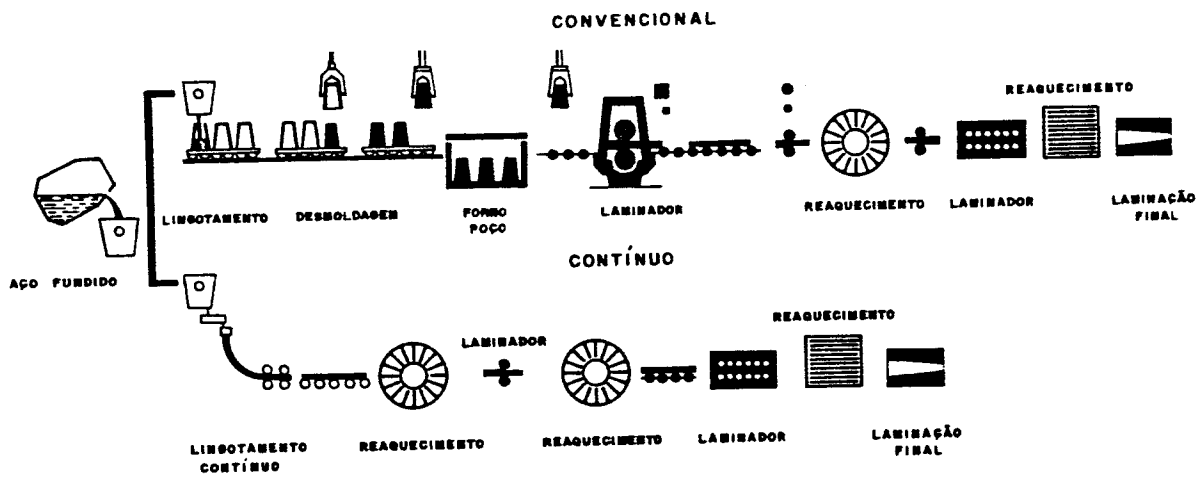 CONVENCIONAL
REAQUECIMENTO
LINGOTAMENTO
DESMOLDAGEM
FORNO
POÇO
LAMINADOR
REAQUECIMENTO
LAMINADOR
LAMINAÇÃO
FINAL
AÇO FUNDIDO
CONTÍNUO
REAQUECIMENTO
LAMINADOR
LINGOTAMENTO
CONTÍNUO
REAQUECIMENTO
REAQUECIMENTO
LAMINADOR
LAMINAÇÃO
FINAL